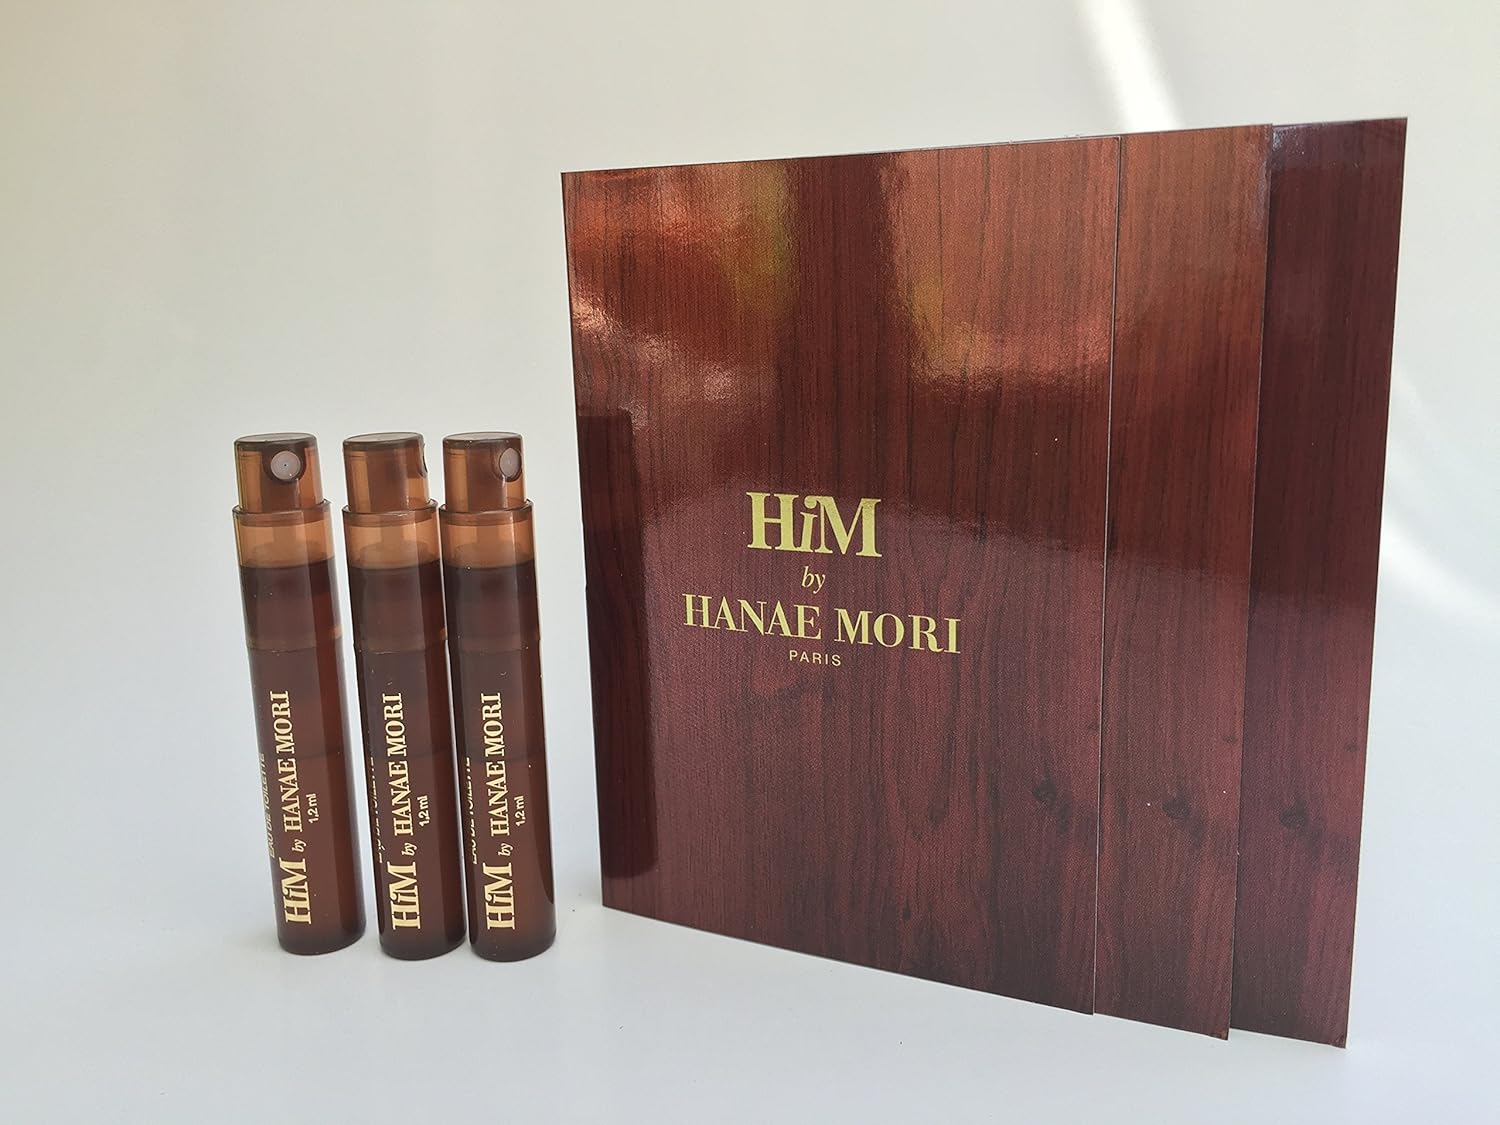 HiM
by
HANAE MORI
PARIS
EAU DE TOILETTE
HiM by HANAE MORI
1,2 ml
EAU DE TOILETTE
HiM by HANAE MORI
1,2 ml
EAU DE TOILETTE
HiM by HANAE MORI
1,2 ml